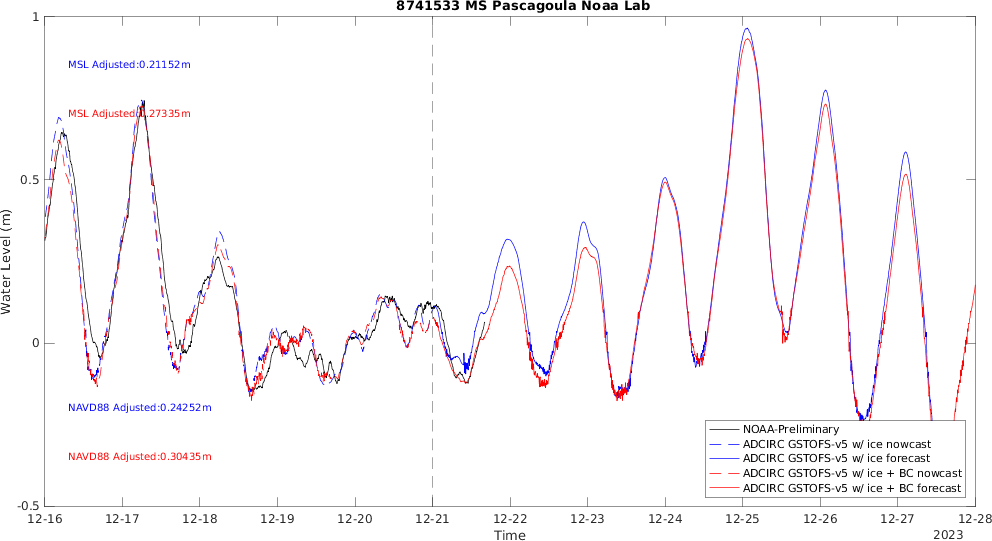 8741533 MS Pascagoula Noaa Lab
1
MSL Adjusted:0.21152m
MSL Adjusted:0.27335m
0.5
Water Level (m)
0
NAVD88 Adjusted:0.24252m
NAVD88 Adjusted:0.30435m
NOAA-Preliminary
ADCIRC GSTOFS-v5 w/ ice nowcast
ADCIRC GSTOFS-v5 w/ ice forecast
ADCIRC GSTOFS-v5 w/ ice + BC nowcast
ADCIRC GSTOFS-v5 w/ ice + BC forecast
-0.5
12-16 12-17 12-18 12-19 12-20 12-21 12-22 12-23 12-24 12-25 12-26 12-27 12-28
Time
2023